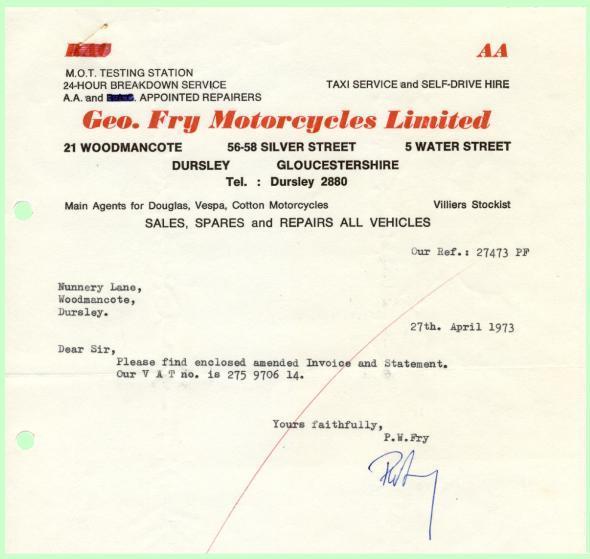 RAC AA
M.O.T. TESTING STATION
24-HOUR BREAKDOWN SERVICE TAXI SERVICE and SELF-DRIVE HIRE
A.A. and R.A.C. APPOINTED REPAIRERS
Geo. Fry Motorcycles Limited
21 WOODMANCOTE 56-58 SILVER STREET 5 WATER STREET
DURSLEY GLOUCESTERSHIRE
Tel. : Dursley 2880
Main Agents for Douglas, Vespa, Cotton Motorcycles Villiers Stockist
SALES, SPARES and REPAIRS ALL VEHICLES
Our Ref.: 27473 PF
Nunnery Lane,
Woodmancote,
Dursley.
27th. April 1973
Dear Sir,
Please find enclosed amended Invoice and Statement.
Our V A T no. is 275 9706 14.
Yours faithfully,
P.W.Fry